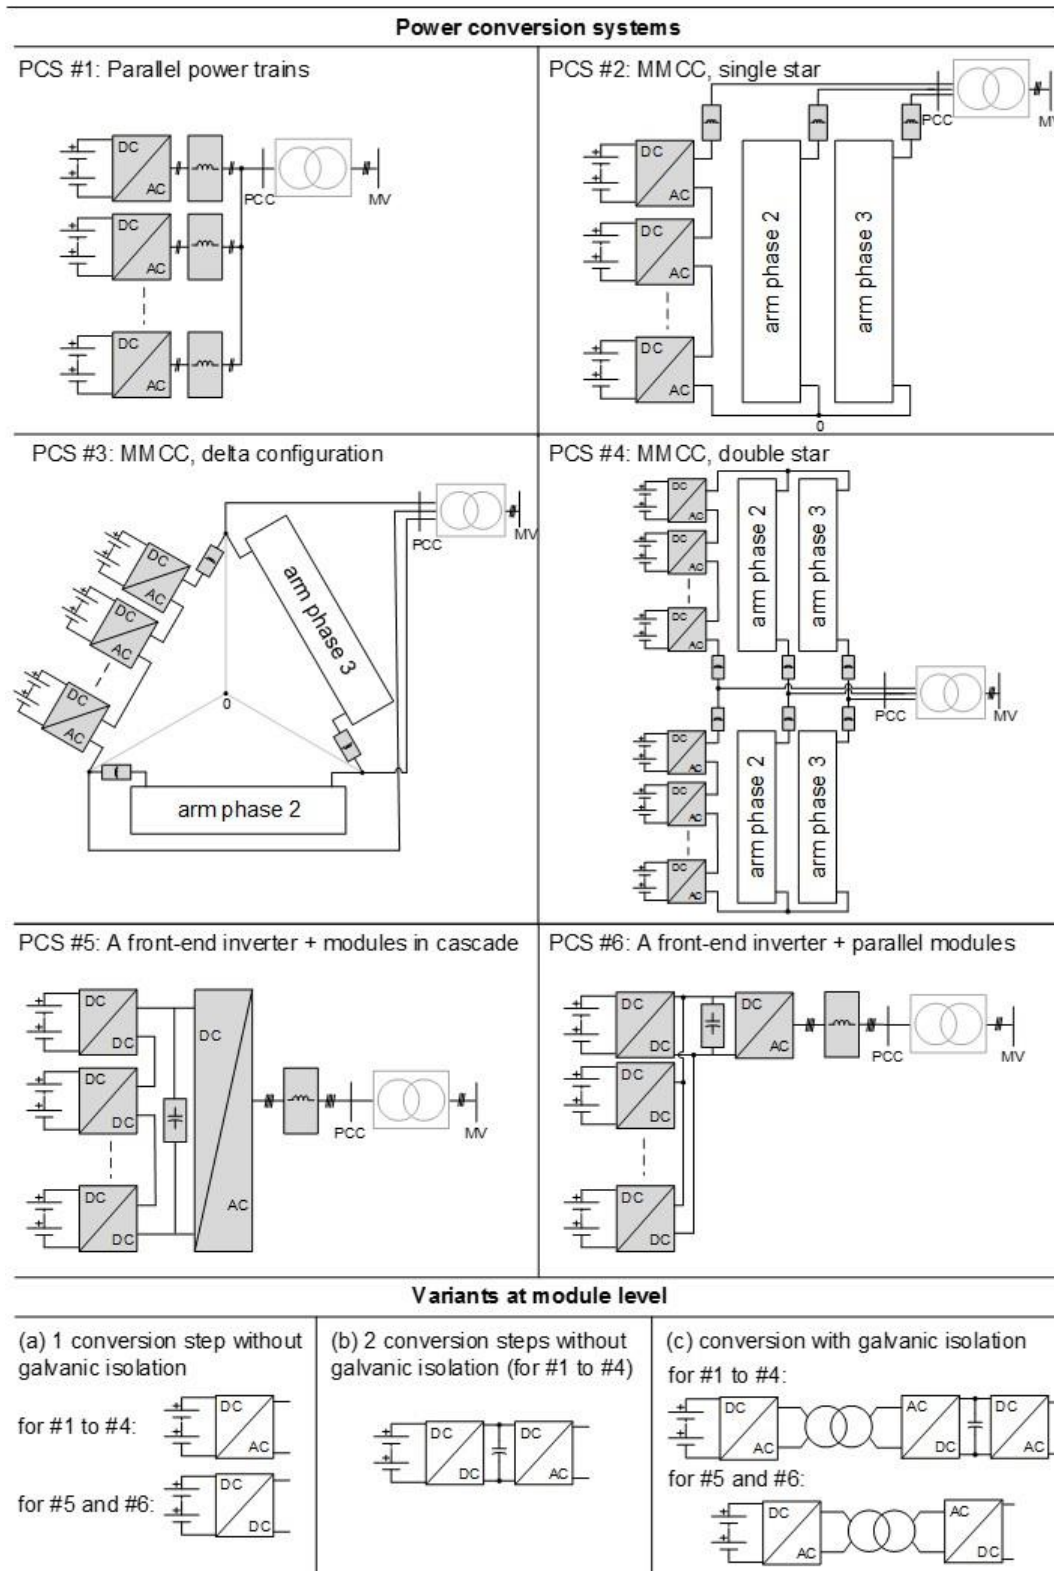 Power conversion systems
PCS #1: Parallel power trains
DC
AC
DC
AC
DC
AC
PCC
MV
PCS #2: MMCC, single star
DC
AC
DC
AC
DC
AC
arm phase 2
arm phase 3
0
PCC
MV
PCS #3: MMCC, delta configuration
DC
AC
DC
AC
DC
AC
arm phase 3
0
arm phase 2
PCC
MV
PCS #4: MMCC, double star
DC
AC
DC
AC
DC
AC
arm phase 2
arm phase 3
PCC
MV
DC
AC
DC
AC
DC
AC
arm phase 2
arm phase 3
PCS #5: A front-end inverter + modules in cascade
DC
DC
DC
DC
DC
DC
DC
AC
PCC
MV
PCS #6: A front-end inverter + parallel modules
DC
DC
DC
DC
DC
DC
DC
AC
PCC
MV
Variants at module level
(a) 1 conversion step without
galvanic isolation
for #1 to #4:
DC
AC
for #5 and #6:
DC
DC
(b) 2 conversion steps without
galvanic isolation (for #1 to #4)
DC
DC
DC
AC
(c) conversion with galvanic isolation
for #1 to #4:
DC
AC
AC
DC
DC
AC
for #5 and #6:
DC
AC
AC
DC